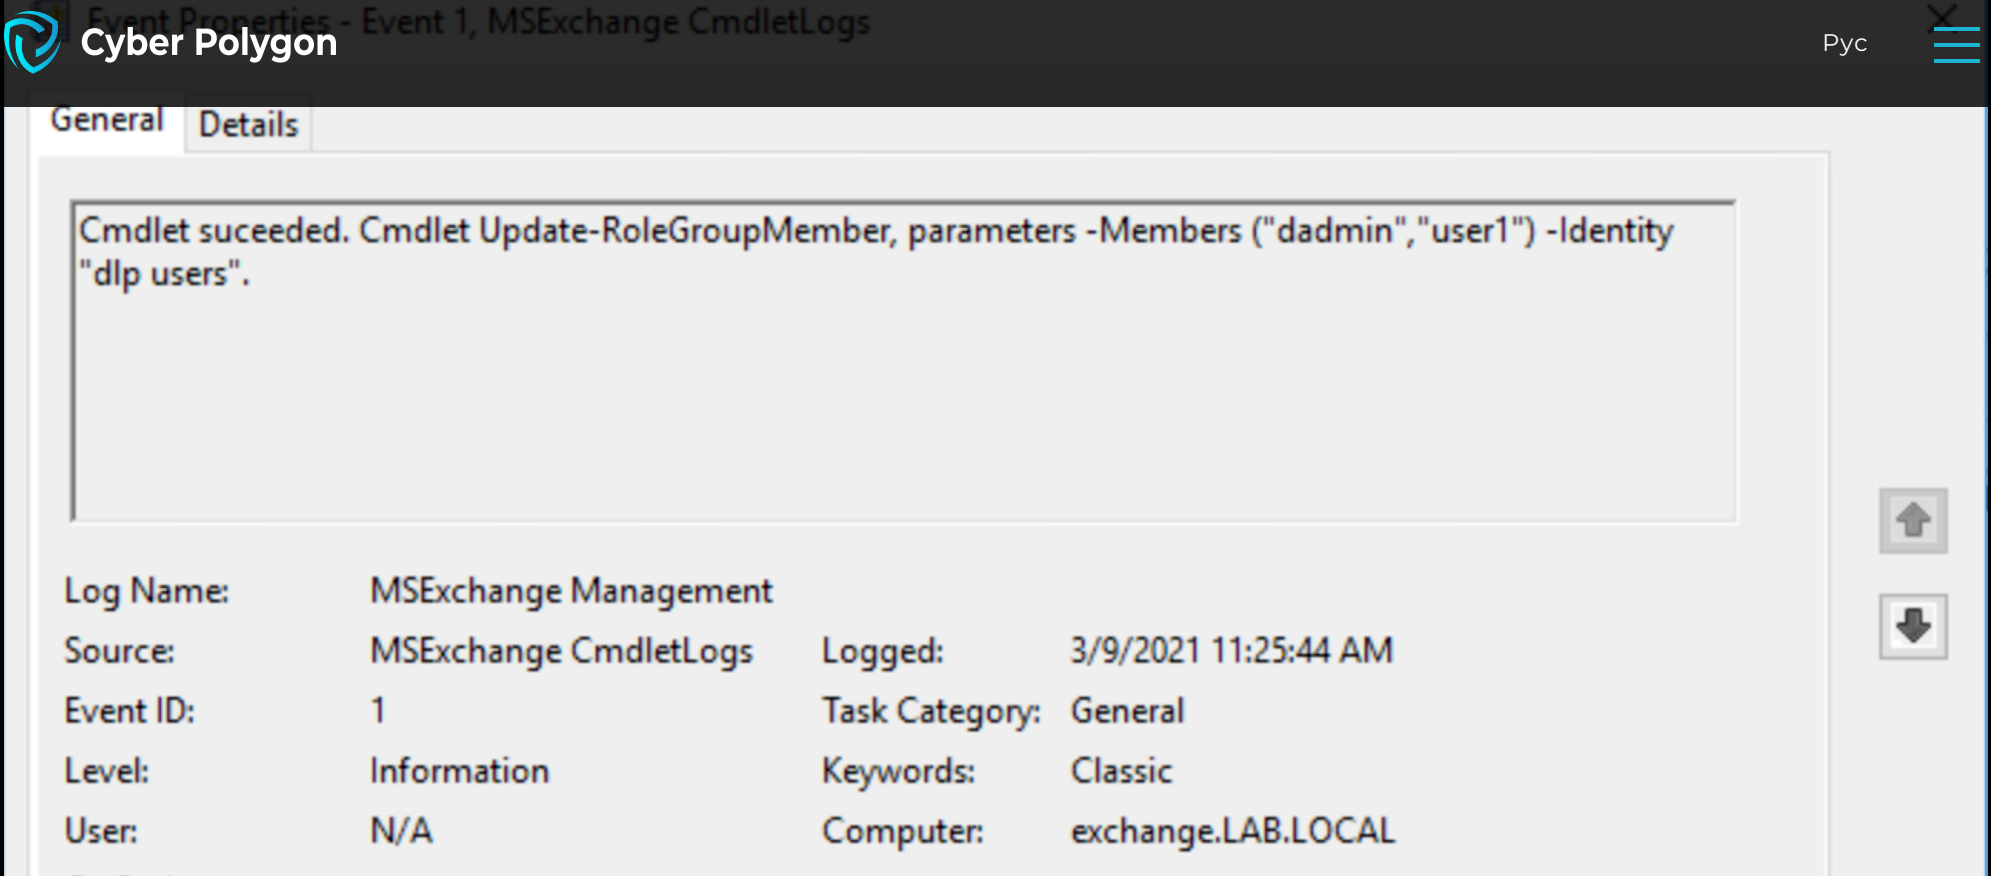 Event Properties - Event 1, MSExchange CmdletLogs
Cyber Polygon
Рус
General
Details
Cmdlet suceeded. Cmdlet Update-RoleGroupMember, parameters -Members ("dadmin","user1") -Identity
"dlp users".
Log Name: MSExchange Management
Source: MSExchange CmdletLogs Logged: 3/9/2021 11:25:44 AM
Event ID: 1 Task Category: General
Level: Information Keywords: Classic
User: N/A Computer: exchange.LAB.LOCAL